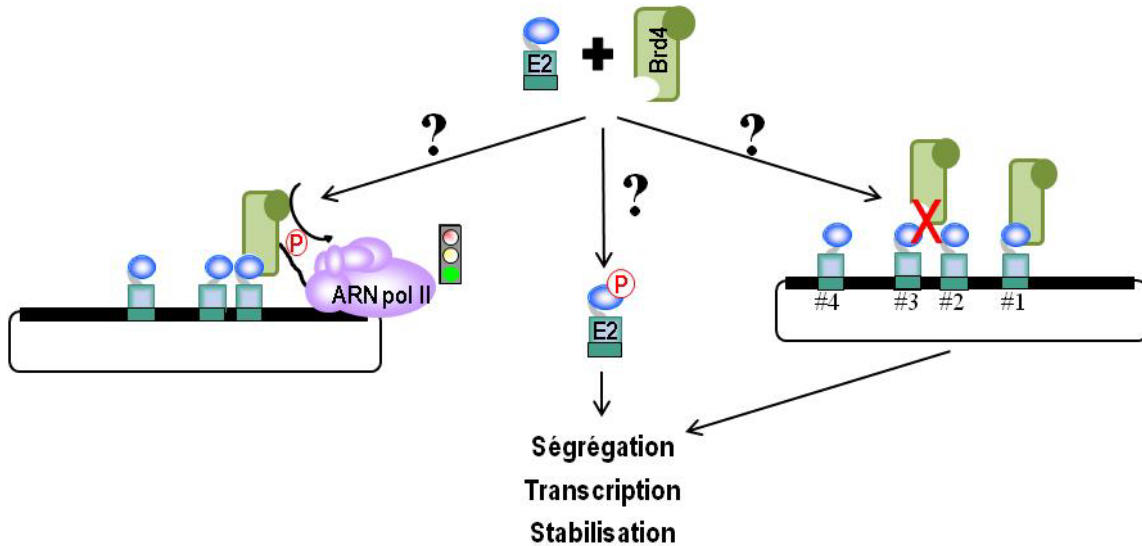 E2
+
Brd4
?
?
?
P
ARN pol II
P
E2
X
#4
#3
#2
#1
Ségrégation
Transcription
Stabilisation